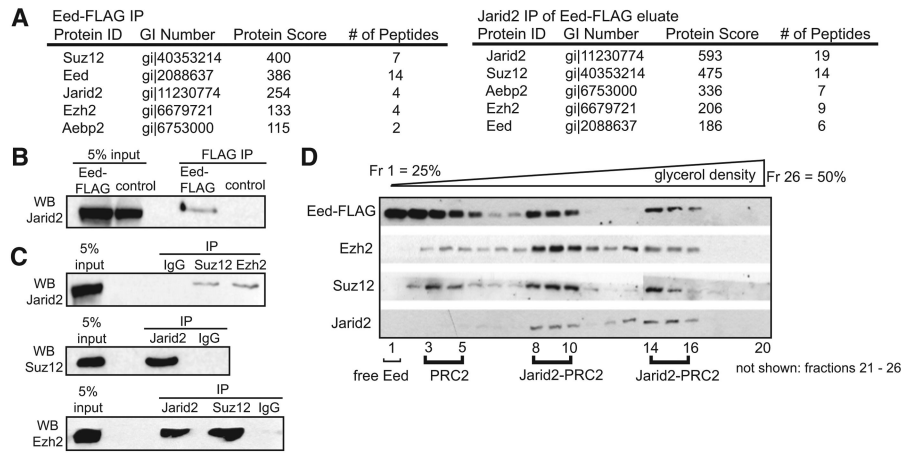 A
Eed-FLAG IP
Protein ID GI Number Protein Score # of Peptides
Suz12 gi|40353214 400 7
Eed gi|2088637 386 14
Jarid2 gi|11230774 254 4
Ezh2 gi|6679721 133 4
Aebp2 gi|6753000 115 2
Jarid2 IP of Eed-FLAG eluate
Protein ID GI Number Protein Score # of Peptides
Jarid2 gi|11230774 593 19
Suz12 gi|40353214 475 14
Aebp2 gi|6753000 336 7
Ezh2 gi|6679721 206 9
Eed gi|2088637 186 6
B
5% input FLAG IP
Eed-FLAG control Eed-FLAG control
WB Jarid2
C
5% input IP
IgG Suz12 Ezh2
WB Jarid2
5% input IP
Jarid2 IgG
WB Suz12
5% input IP
Jarid2 Suz12 IgG
WB Ezh2
D
Fr 1 = 25% glycerol density Fr 26 = 50%
Eed-FLAG
Ezh2
Suz12
Jarid2
1 3 5 8 10 14 16 20
free Eed PRC2 Jarid2-PRC2 Jarid2-PRC2 not shown: fractions 21 - 26